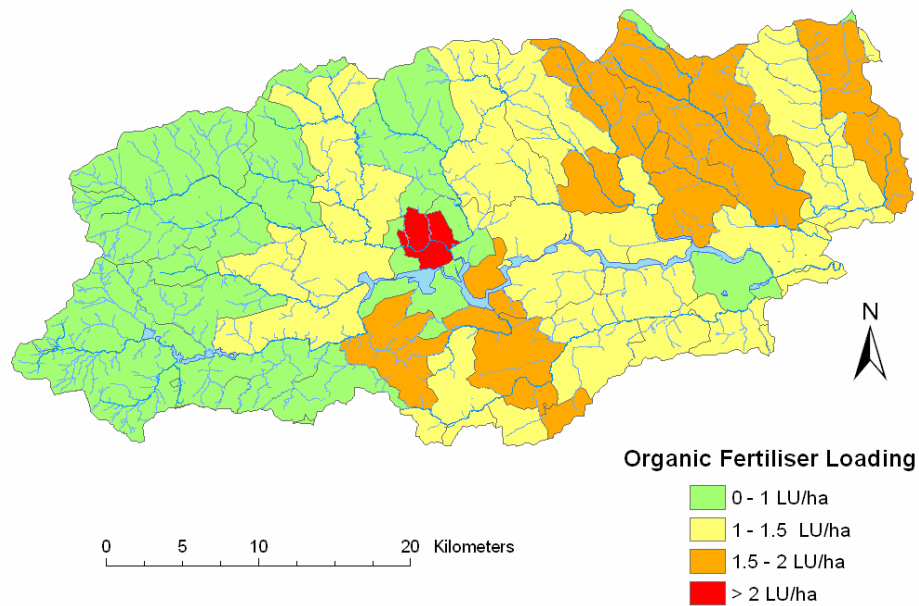 N
Organic Fertiliser Loading
0 - 1 LU/ha
1 - 1.5 LU/ha
1.5 - 2 LU/ha
> 2 LU/ha
0 5 10 20 Kilometers